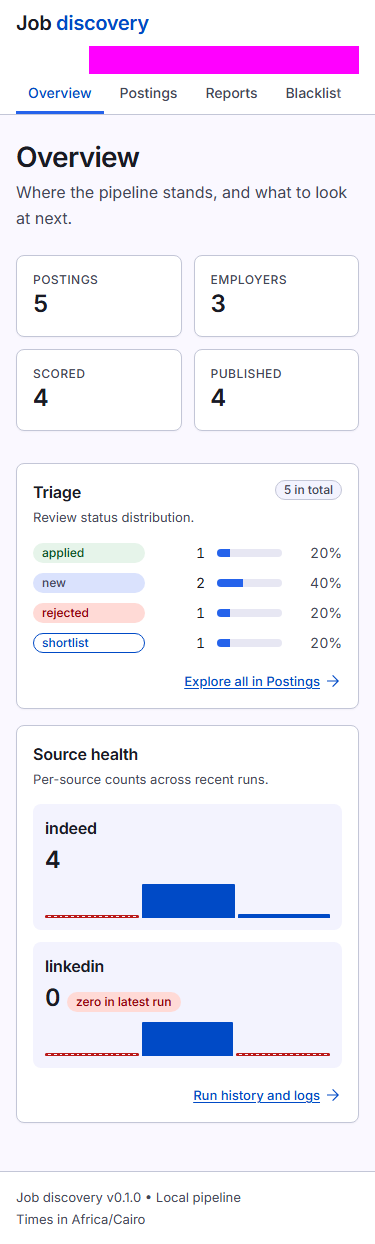 Job discovery
Overview Postings Reports Blacklist
Overview
Where the pipeline stands, and what to look
at next.
POSTINGS
5
EMPLOYERS
3
SCORED
4
PUBLISHED
4
Triage
5 in total
Review status distribution.
applied 1 20%
new 2 40%
rejected 1 20%
shortlist 1 20%
Explore all in Postings →
Source health
Per-source counts across recent runs.
indeed
4
linkedin
0 zero in latest run
Run history and logs →
Job discovery v0.1.0 • Local pipeline
Times in Africa/Cairo